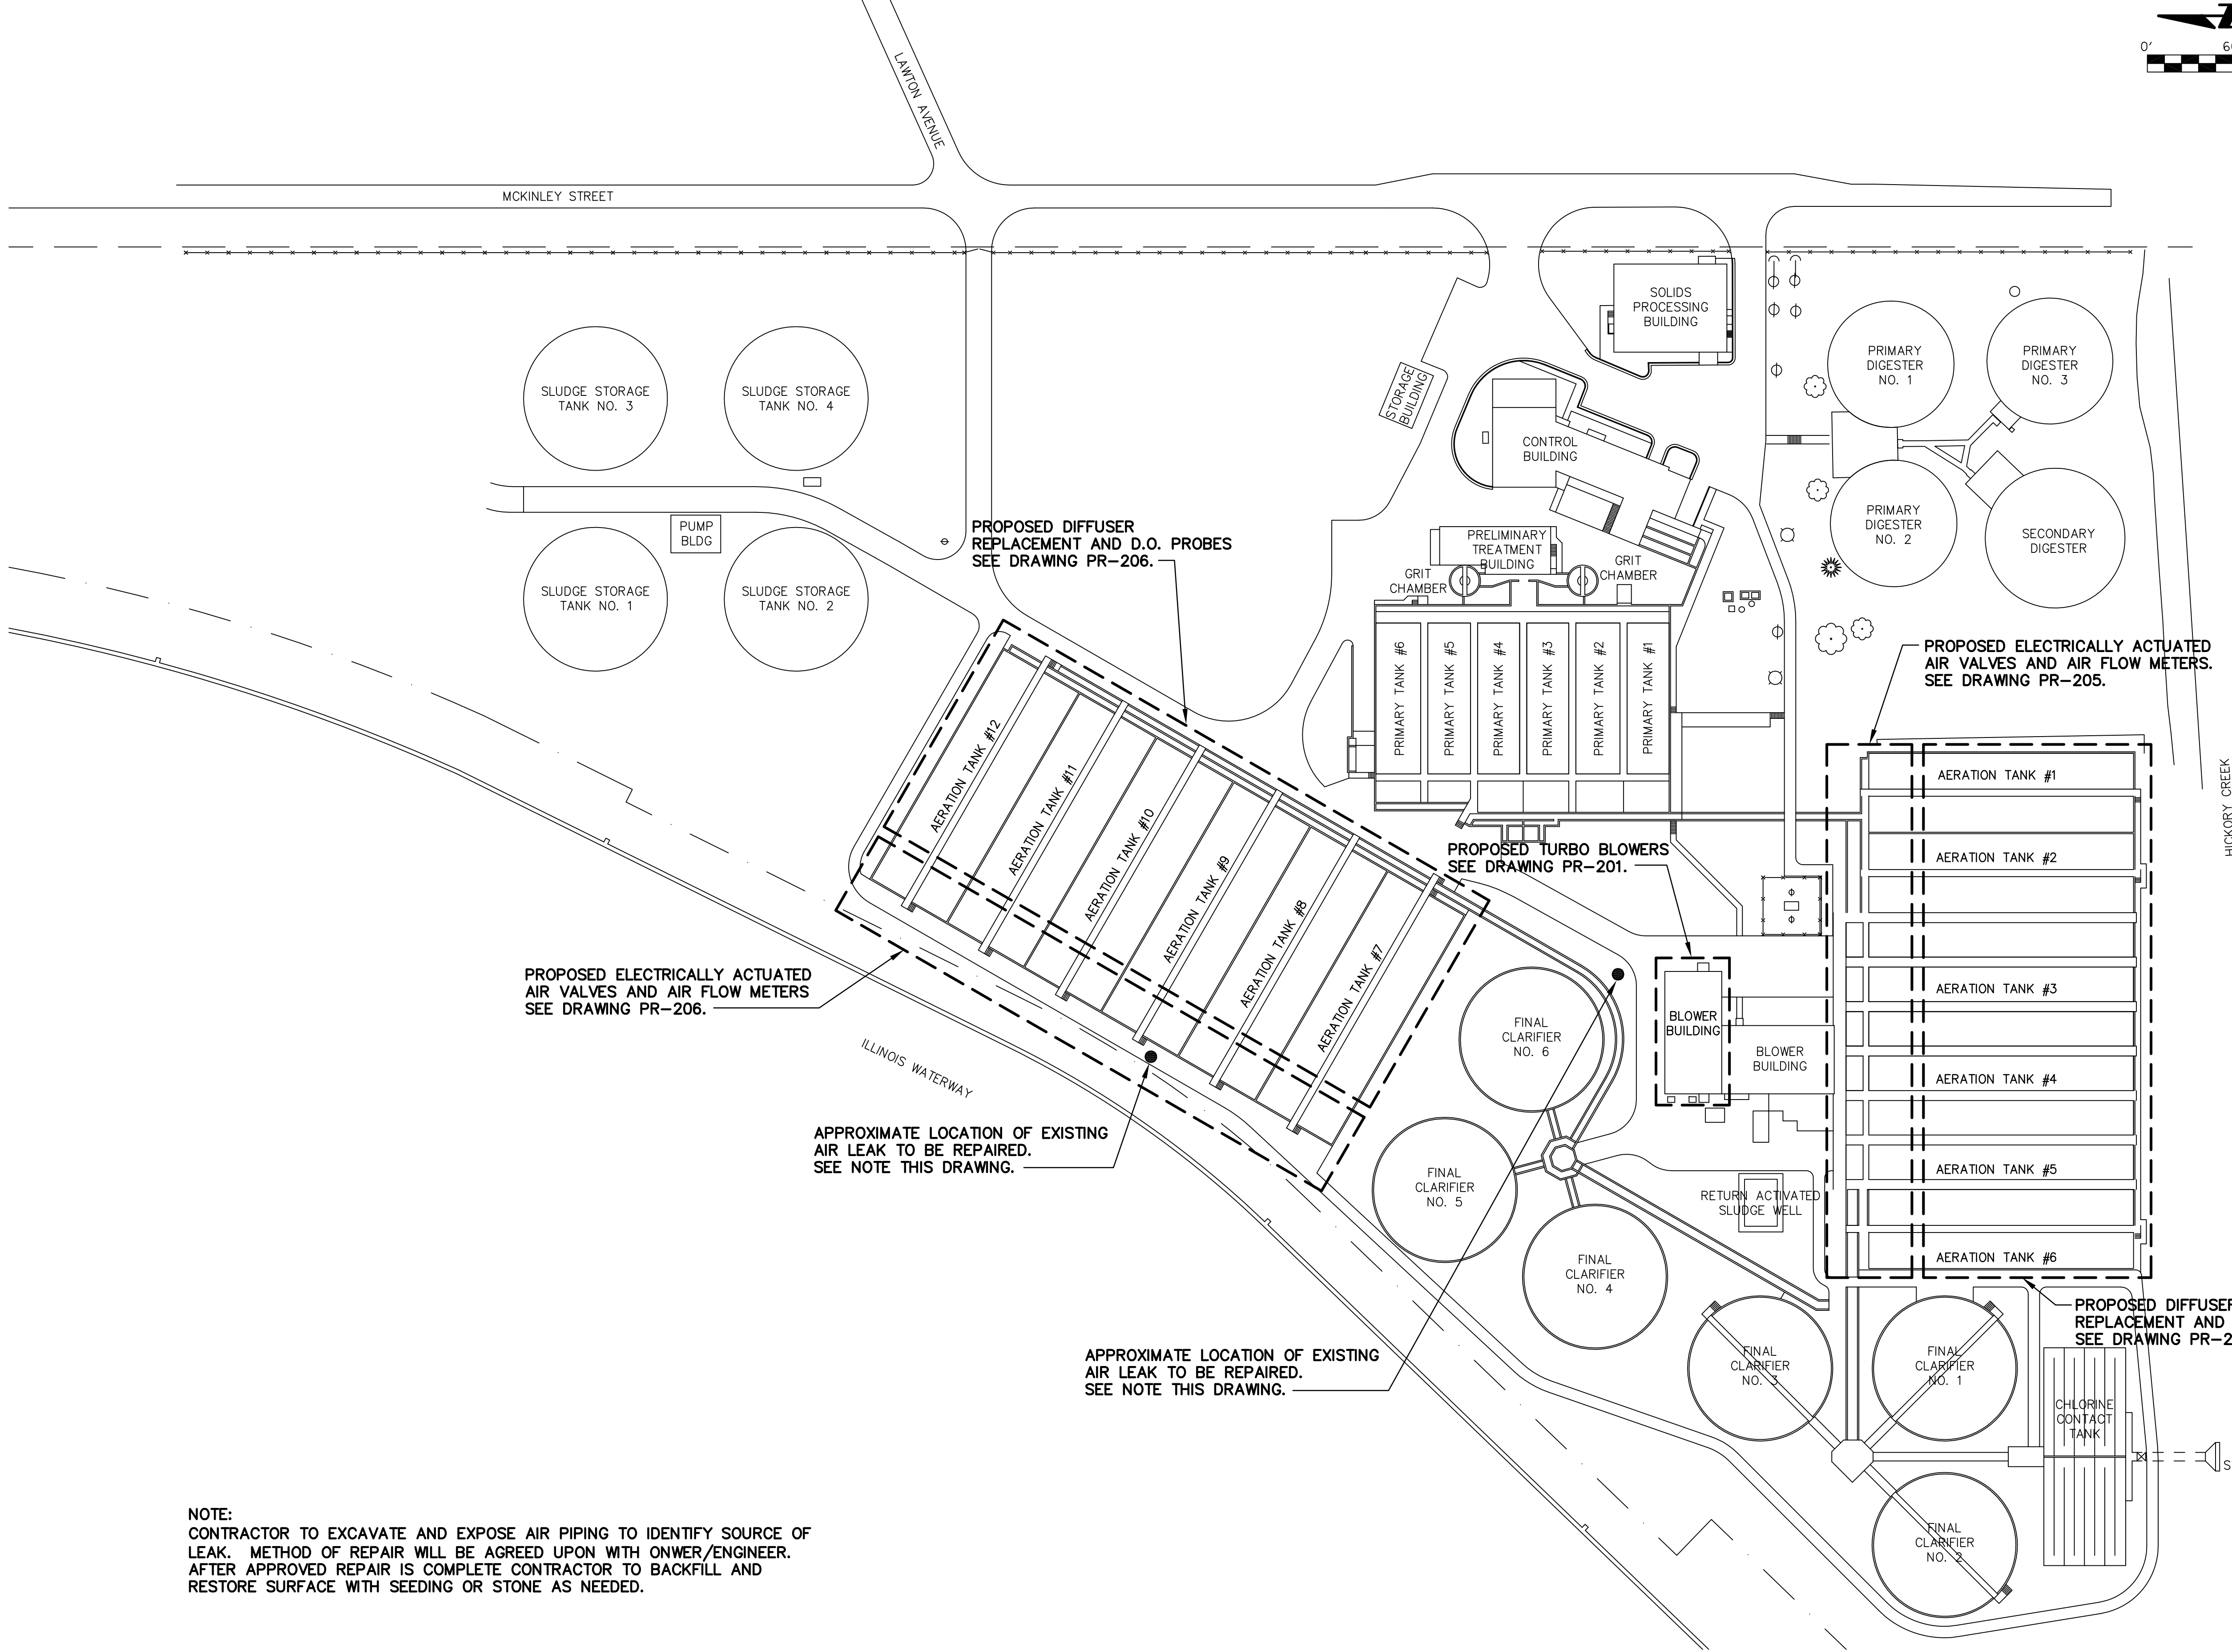 0'
LAWTON AVENUE
MCKINLEY STREET
SOLIDS
PROCESSING
BUILDING
PRIMARY
DIGESTER
NO. 1
PRIMARY
DIGESTER
NO. 3
STORAGE
BUILDING
SLUDGE STORAGE
TANK NO. 3
SLUDGE STORAGE
TANK NO. 4
CONTROL
BUILDING
PUMP
BLDG
PROPOSED DIFFUSER
REPLACEMENT AND D.O. PROBES
SEE DRAWING PR-206.
PRELIMINARY
TREATMENT
BUILDING
PRIMARY
DIGESTER
NO. 2
SECONDARY
DIGESTER
GRIT
CHAMBER
GRIT
CHAMBER
SLUDGE STORAGE
TANK NO. 1
SLUDGE STORAGE
TANK NO. 2
PRIMARY TANK #6
PRIMARY TANK #5
PRIMARY TANK #4
PRIMARY TANK #3
PRIMARY TANK #2
PRIMARY TANK #1
PROPOSED ELECTRICALLY ACTUATED
AIR VALVES AND AIR FLOW METERS.
SEE DRAWING PR-205.
HICKORY CREEK
AERATION TANK #12
AERATION TANK #11
AERATION TANK #10
AERATION TANK #9
AERATION TANK #8
AERATION TANK #7
AERATION TANK #1
AERATION TANK #2
AERATION TANK #3
AERATION TANK #4
AERATION TANK #5
AERATION TANK #6
PROPOSED TURBO BLOWERS
SEE DRAWING PR-201.
PROPOSED ELECTRICALLY ACTUATED
AIR VALVES AND AIR FLOW METERS
SEE DRAWING PR-206.
BLOWER
BUILDING
BLOWER
BUILDING
FINAL
CLARIFIER
NO. 6
ILLINOIS WATERWAY
APPROXIMATE LOCATION OF EXISTING
AIR LEAK TO BE REPAIRED.
SEE NOTE THIS DRAWING.
FINAL
CLARIFIER
NO. 5
RETURN ACTIVATED
SLUDGE WELL
FINAL
CLARIFIER
NO. 4
PROPOSED DIFFUSER
REPLACEMENT AND
SEE DRAWING
APPROXIMATE LOCATION OF EXISTING
AIR LEAK TO BE REPAIRED.
SEE NOTE THIS DRAWING.
FINAL
CLARIFIER
NO. 3
FINAL
CLARIFIER
NO. 1
CHLORINE
CONTACT
TANK
FINAL
CLARIFIER
NO. 2
NOTE:
CONTRACTOR TO EXCAVATE AND EXPOSE AIR PIPING TO IDENTIFY SOURCE OF
LEAK. METHOD OF REPAIR WILL BE AGREED UPON WITH ONWER/ENGINEER.
AFTER APPROVED REPAIR IS COMPLETE CONTRACTOR TO BACKFILL AND
RESTORE SURFACE WITH SEEDING OR STONE AS NEEDED.